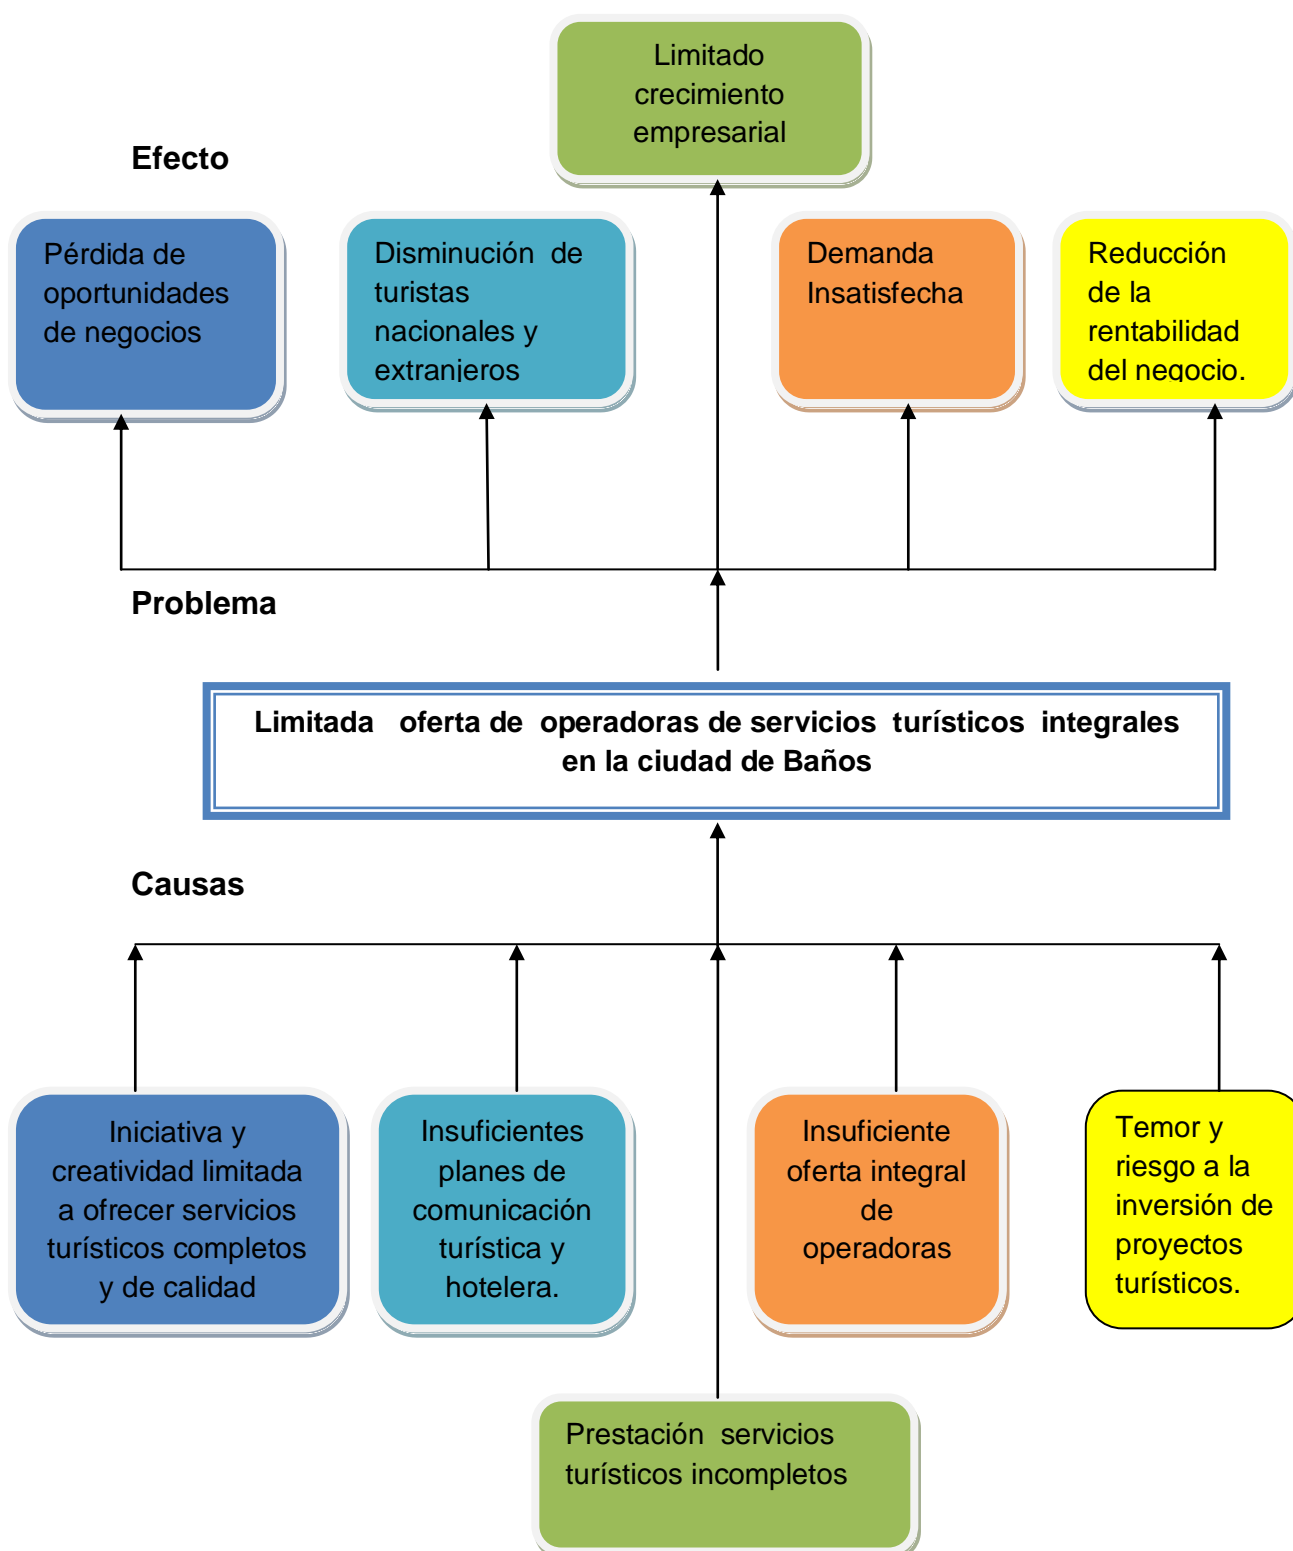 Limitado
crecimiento
empresarial
Efecto
Pérdida de
oportunidades
de negocios
Disminución de
turistas
nacionales y
extranjeros
Demanda
Insatisfecha
Reducción
de la
rentabilidad
del negocio.
Problema
Limitada oferta de operadoras de servicios turísticos integrales
en la ciudad de Baños
Causas
Iniciativa y
creatividad limitada
a ofrecer servicios
turísticos completos
y de calidad
Insuficientes
planes de
comunicación
turística y
hotelera.
Insuficiente
oferta integral
de
operadoras
Temor y
riesgo a la
inversión de
proyectos
turísticos.
Prestación servicios
turísticos incompletos